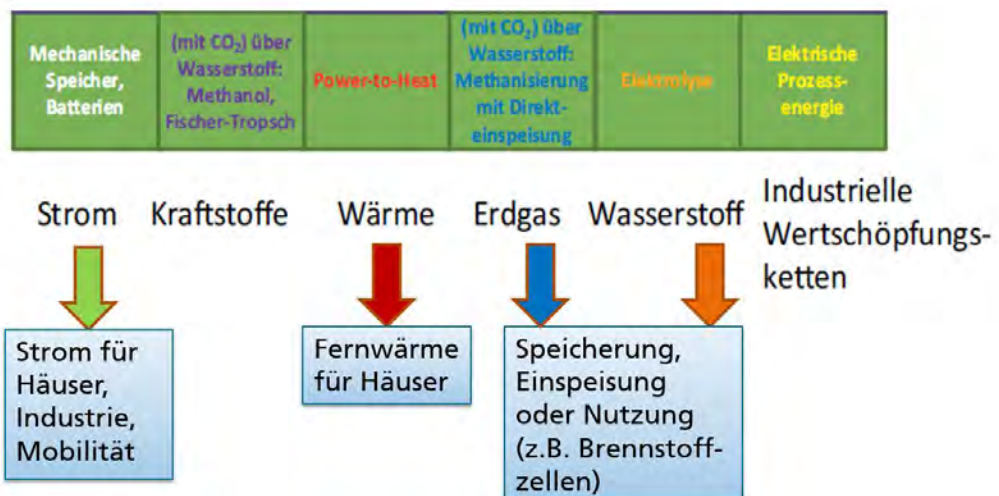 Mechanische
Speicher,
Batterien
(mit CO₂) über
Wasserstoff:
Methanol,
Fischer-Tropsch
Power-to-Heat
(mit CO₂) über
Wasserstoff:
Methanisierung
mit Direkt-
einspeisung
Elektrolyse
Elektrische
Prozess-
energie
Strom
Kraftstoffe
Wärme
Erdgas
Wasserstoff
Industrielle
Wertschöpfungs-
ketten
Strom für
Häuser,
Industrie,
Mobilität
Fernwärme
für Häuser
Speicherung,
Einspeisung
oder Nutzung
(z.B. Brennstoff-
zellen)